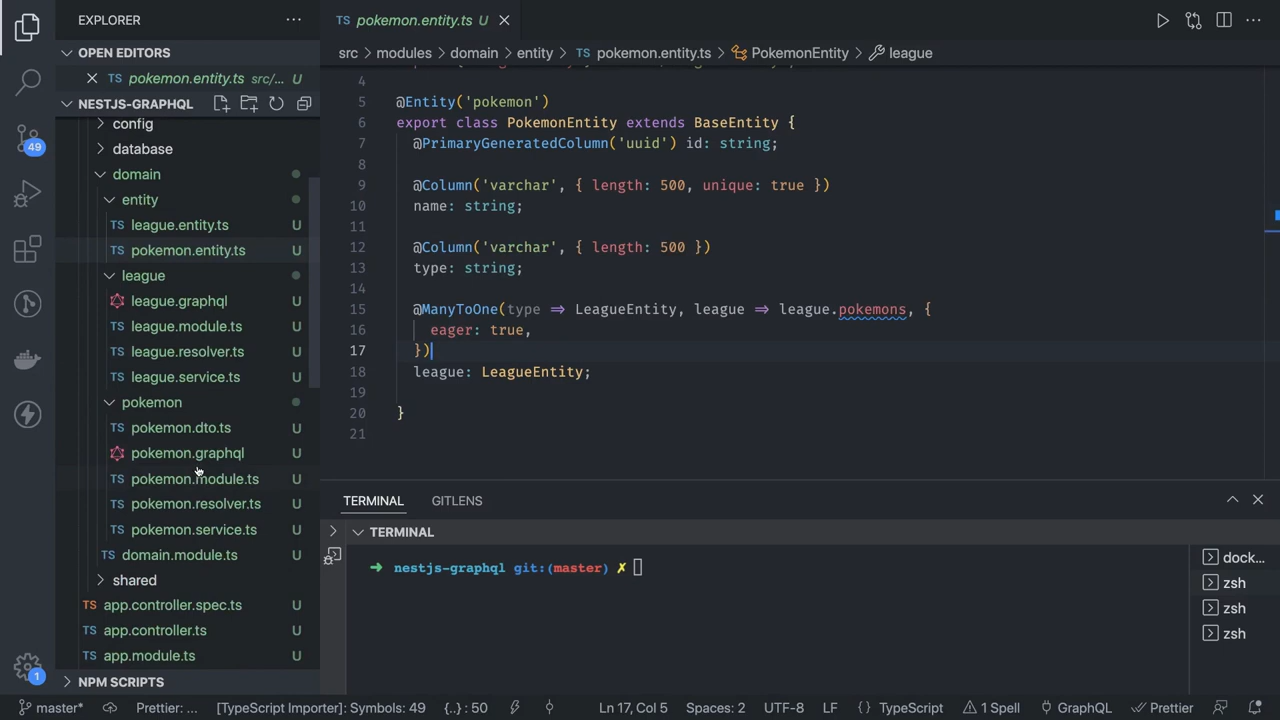 EXPLORER
OPEN EDITORS
TS pokemon.entity.ts src/... U
NESTJS-GRAPHQL
config
database
domain
entity
TS league.entity.ts U
TS pokemon.entity.ts U
league
league.graphql U
TS league.module.ts U
TS league.resolver.ts U
TS league.service.ts U
pokemon
TS pokemon.dto.ts U
pokemon.graphql U
TS pokemon.module.ts U
TS pokemon.resolver.ts U
TS pokemon.service.ts U
TS domain.module.ts U
shared
TS app.controller.spec.ts U
TS app.controller.ts U
TS app.module.ts U
NPM SCRIPTS
49
1
TS pokemon.entity.ts U
src > modules > domain > entity > TS pokemon.entity.ts > PokemonEntity > league
4
5 @Entity('pokemon')
6 export class PokemonEntity extends BaseEntity {
7 @PrimaryGeneratedColumn('uuid') id: string;
8
9 @Column('varchar', { length: 500, unique: true })
10 name: string;
11
12 @Column('varchar', { length: 500 })
13 type: string;
14
15 @ManyToOne(type => LeagueEntity, league => league.pokemons, {
16 eager: true,
17 })
18 league: LeagueEntity;
19
20 }
21
TERMINAL GITLENS
TERMINAL
➜ nestjs-graphql git:(master) ✗
dock...
zsh
zsh
zsh
master* Prettier: ... [TypeScript Importer]: Symbols: 49 {..} : 50 Ln 17, Col 5 Spaces: 2 UTF-8 LF { } TypeScript 1 Spell GraphQL Prettier